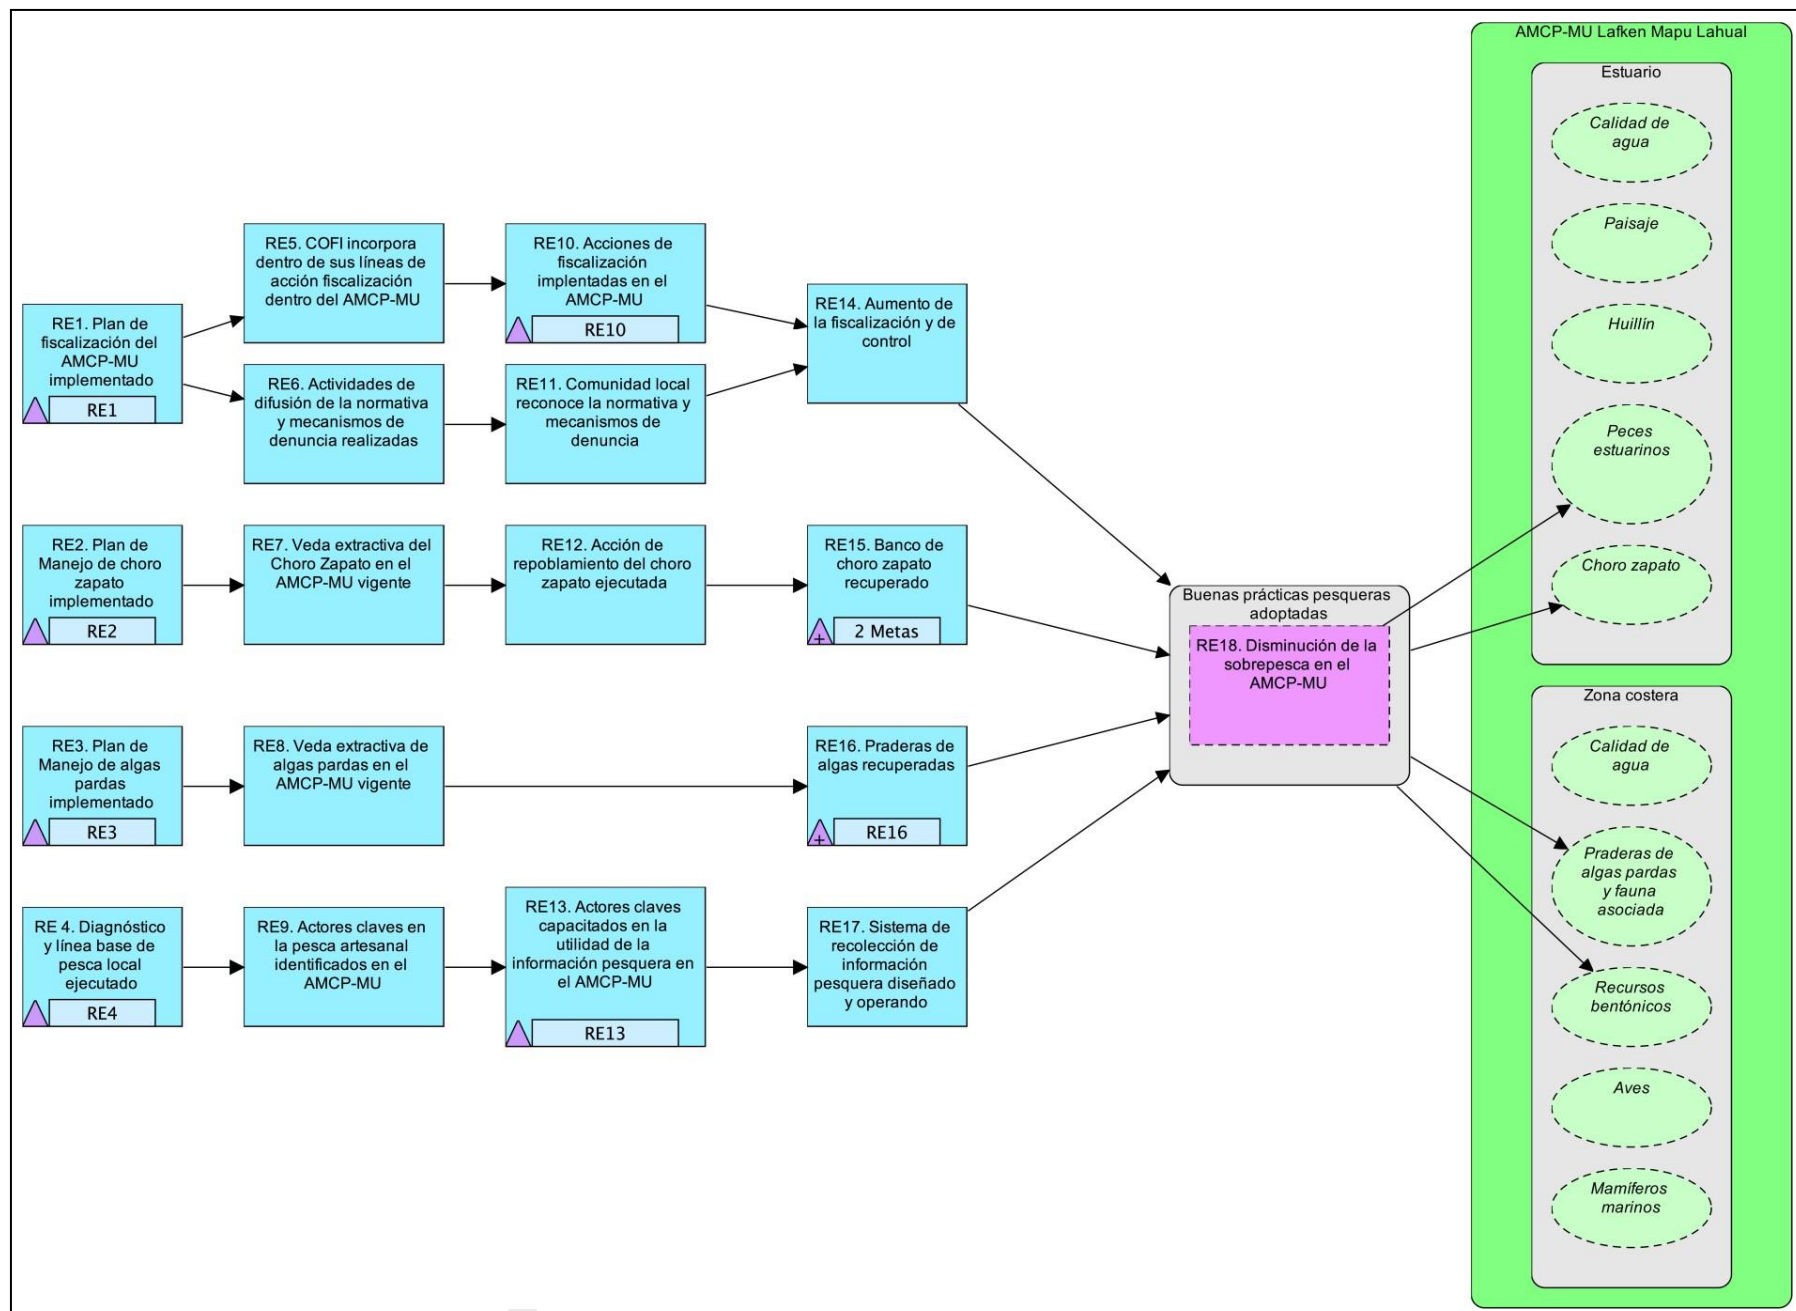 AMCP-MU Lafken Mapu Lahual
Estuario
Calidad de
agua
Paisaje
Huillín
Peces
estuarinos
Choro zapato
Zona costera
Calidad de
agua
Praderas de
algas pardas
y fauna
asociada
Recursos
bentónicos
Aves
Mamíferos
marinos
RE1. Plan de
fiscalización del
AMCP-MU
implementado
RE1
RE5. COFI incorpora
dentro de sus líneas de
acción fiscalización
dentro del AMCP-MU
RE6. Actividades de
difusión de la normativa
y mecanismos de
denuncia realizadas
RE10. Acciones de
fiscalización
implentadas en el
AMCP-MU
RE10
RE11. Comunidad local
reconoce la normativa y
mecanismos de
denuncia
RE14. Aumento de
la fiscalización y de
control
RE2. Plan de
Manejo de choro
zapato
implementado
RE2
RE7. Veda extractiva del
Choro Zapato en el
AMCP-MU vigente
RE12. Acción de
repoblamiento del choro
zapato ejecutada
RE15. Banco de
choro zapato
recuperado
+
2 Metas
Buenas prácticas pesqueras
adoptadas
RE18. Disminución de la
sobrepesca en el
AMCP-MU
RE3. Plan de
Manejo de algas
pardas
implementado
RE3
RE8. Veda extractiva de
algas pardas en el
AMCP-MU vigente
RE16. Praderas de
algas recuperadas
+
RE16
RE 4. Diagnóstico
y línea base de
pesca local
ejecutado
RE4
RE9. Actores claves en
la pesca artesanal
identificados en el
AMCP-MU
RE13. Actores claves
capacitados en la
utilidad de la
información pesquera en
el AMCP-MU
RE13
RE17. Sistema de
recolección de
información
pesquera diseñado
y operando